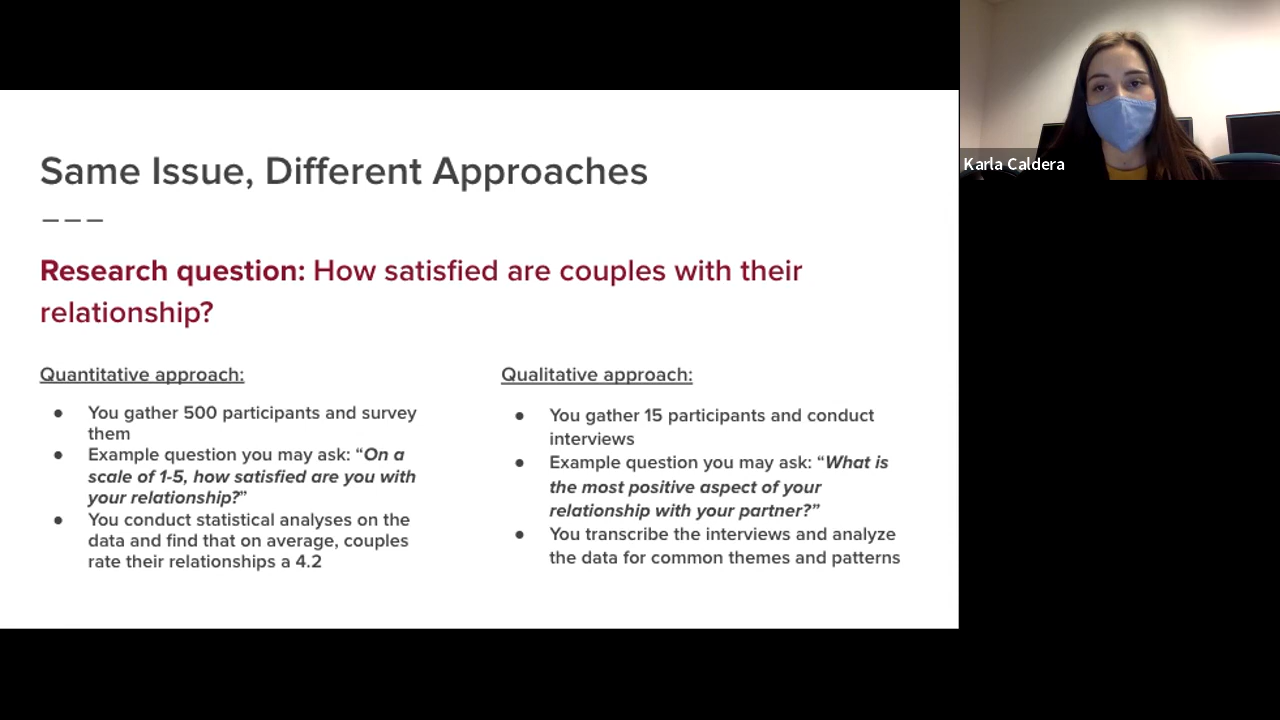 Same Issue, Different Approaches
Research question: How satisfied are couples with their
relationship?
Quantitative approach:
● You gather 500 participants and survey
them
● Example question you may ask: “On a
scale of 1-5, how satisfied are you with
your relationship?”
● You conduct statistical analyses on the
data and find that on average, couples
rate their relationships a 4.2
Qualitative approach:
● You gather 15 participants and conduct
interviews
● Example question you may ask: “What is
the most positive aspect of your
relationship with your partner?”
● You transcribe the interviews and analyze
the data for common themes and patterns
Karla Caldera